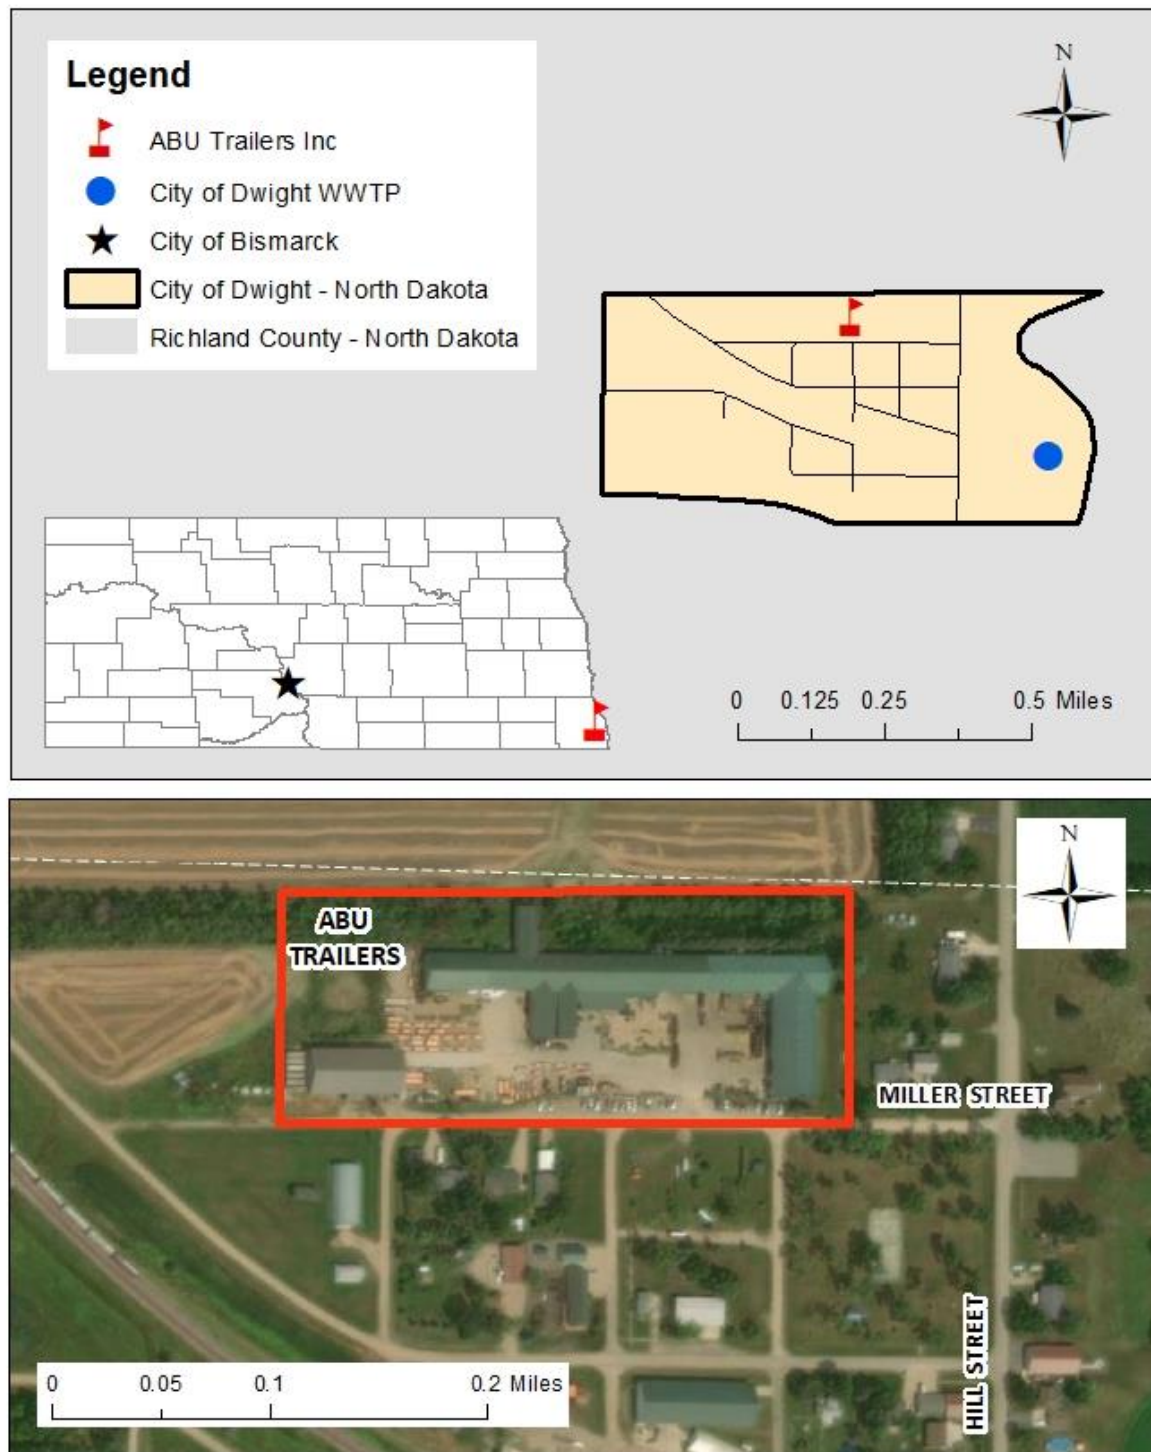 Legend
ABU Trailers Inc
City of Dwight WWTP
City of Bismarck
City of Dwight - North Dakota
Richland County - North Dakota
N
0 0.125 0.25 0.5 Miles
N
ABU
TRAILERS
MILLER STREET
HILL STREET
0 0.05 0.1 0.2 Miles